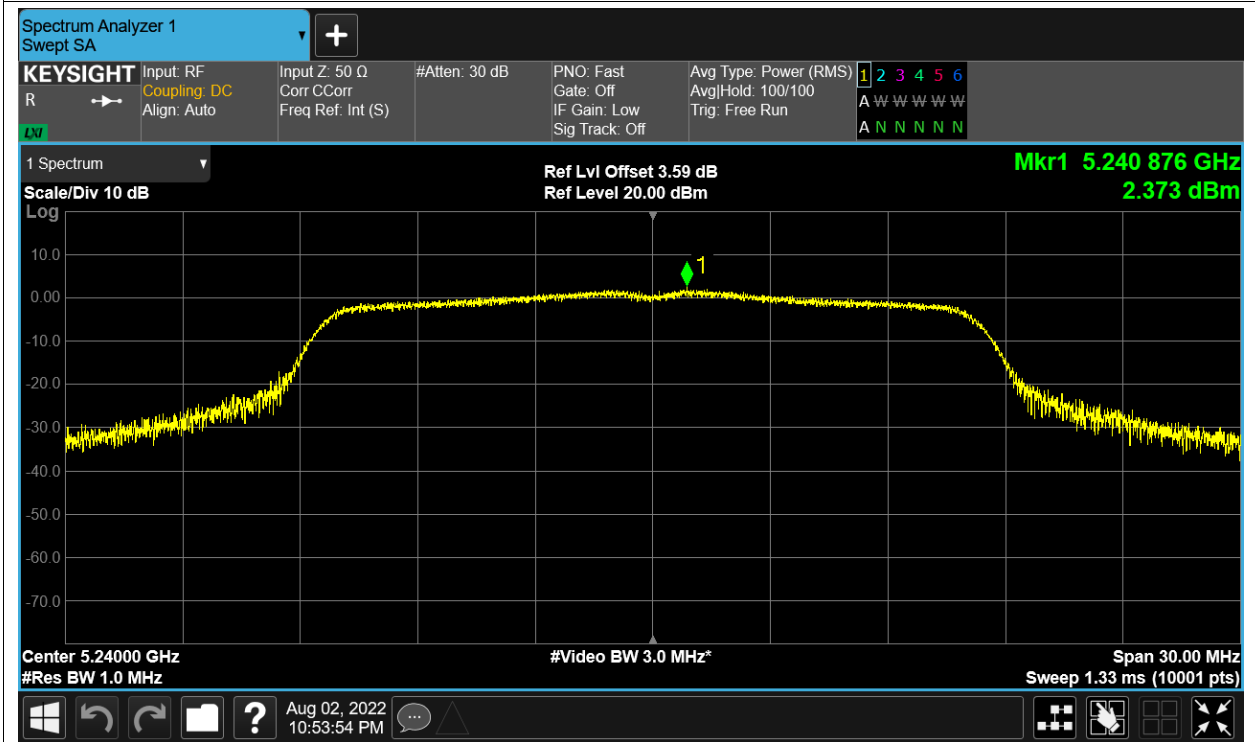 Spectrum Analyzer 1
Swept SA
+
KEYSIGHT
R
LXI
Input: RF
Coupling: DC
Align: Auto
Input Z: 50 Ω
Corr CCorr
Freq Ref: Int (S)
#Atten: 30 dB
PNO: Fast
Gate: Off
IF Gain: Low
Sig Track: Off
Avg Type: Power (RMS)
Avg|Hold: 100/100
Trig: Free Run
1 2 3 4 5 6
A W W W W W
A N N N N N
1 Spectrum
Scale/Div 10 dB
Ref Lvl Offset 3.59 dB
Ref Level 20.00 dBm
Mkr1 5.240 876 GHz
2.373 dBm
Log
10.0
0.00
-10.0
-20.0
-30.0
-40.0
-50.0
-60.0
-70.0
1
Center 5.24000 GHz
#Res BW 1.0 MHz
#Video BW 3.0 MHz*
Span 30.00 MHz
Sweep 1.33 ms (10001 pts)
?
Aug 02, 2022
10:53:54 PM